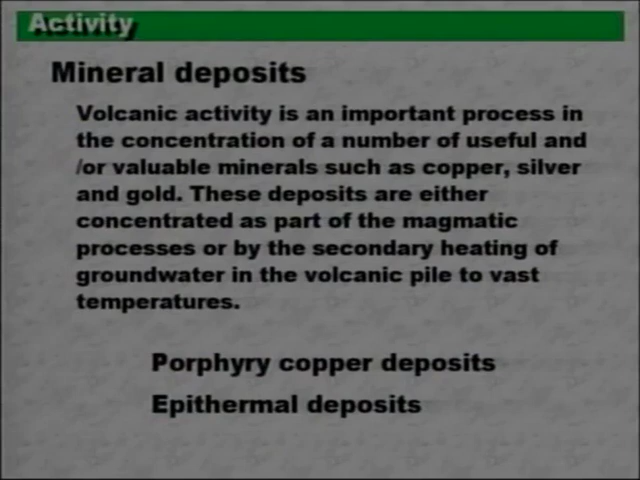 Activity
Mineral deposits
Volcanic activity is an important process in
the concentration of a number of useful and
/or valuable minerals such as copper, silver
and gold. These deposits are either
concentrated as part of the magmatic
processes or by the secondary heating of
groundwater in the volcanic pile to vast
temperatures.
Porphyry copper deposits
Epithermal deposits